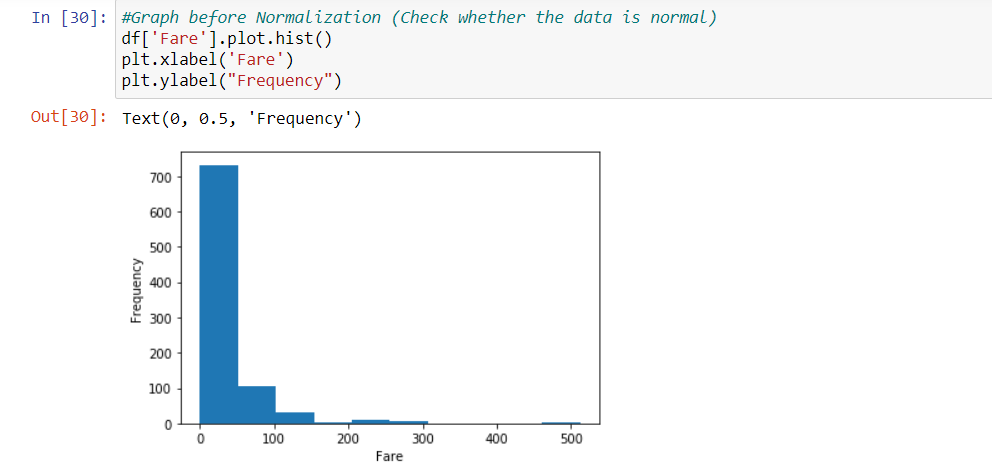 In [30]: #Graph before Normalization (Check whether the data is normal)
df['Fare'].plot.hist()
plt.xlabel('Fare')
plt.ylabel("Frequency")
Out[30]: Text(0, 0.5, 'Frequency')
700
600
500
400
300
200
100
0
Frequency
0 100 200 300 400 500
Fare